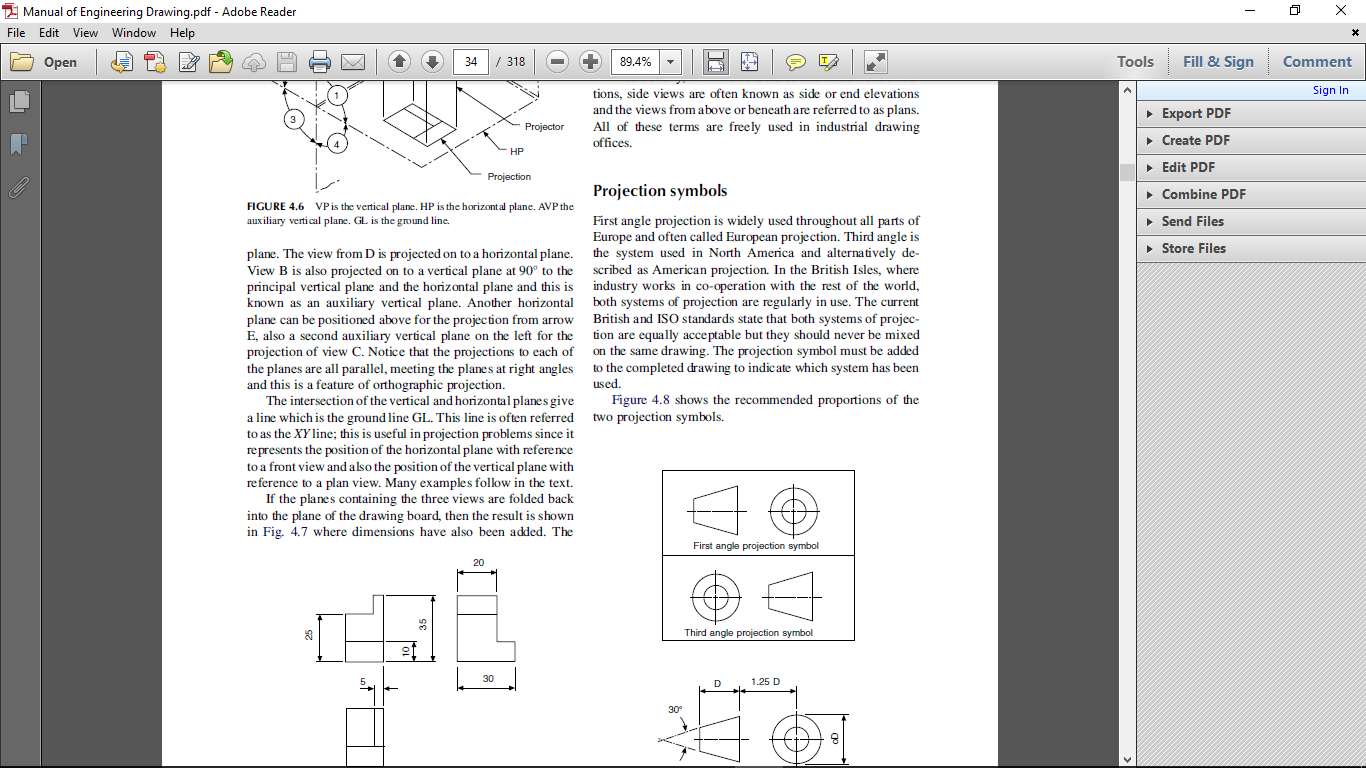 Manual of Engineering Drawing.pdf - Adobe Reader
File Edit View Window Help
Open 34 / 318 89.4% Tools Fill & Sign Comment
Sign In
Export PDF
Create PDF
Edit PDF
Combine PDF
Send Files
Store Files
1
3
4
Projector
HP
Projection
FIGURE 4.6 VP is the vertical plane. HP is the horizontal plane. AVP the
auxiliary vertical plane. GL is the ground line.
plane. The view from D is projected on to a horizontal plane.
View B is also projected on to a vertical plane at 90° to the
principal vertical plane and the horizontal plane and this is
known as an auxiliary vertical plane. Another horizontal
plane can be positioned above for the projection from arrow
E, also a second auxiliary vertical plane on the left for the
projection of view C. Notice that the projections to each of
the planes are all parallel, meeting the planes at right angles
and this is a feature of orthographic projection.
The intersection of the vertical and horizontal planes give
a line which is the ground line GL. This line is often referred
to as the XY line; this is useful in projection problems since it
represents the position of the horizontal plane with reference
to a front view and also the position of the vertical plane with
reference to a plan view. Many examples follow in the text.
If the planes containing the three views are folded back
into the plane of the drawing board, then the result is shown
in Fig. 4.7 where dimensions have also been added. The
20
25
35
10
5
30
tions, side views are often known as side or end elevations
and the views from above or beneath are referred to as plans.
All of these terms are freely used in industrial drawing
offices.
Projection symbols
First angle projection is widely used throughout all parts of
Europe and often called European projection. Third angle is
the system used in North America and alternatively de-
scribed as American projection. In the British Isles, where
industry works in co-operation with the rest of the world,
both systems of projection are regularly in use. The current
British and ISO standards state that both systems of projec-
tion are equally acceptable but they should never be mixed
on the same drawing. The projection symbol must be added
to the completed drawing to indicate which system has been
used.
Figure 4.8 shows the recommended proportions of the
two projection symbols.
First angle projection symbol
Third angle projection symbol
D 1.25 D
30°